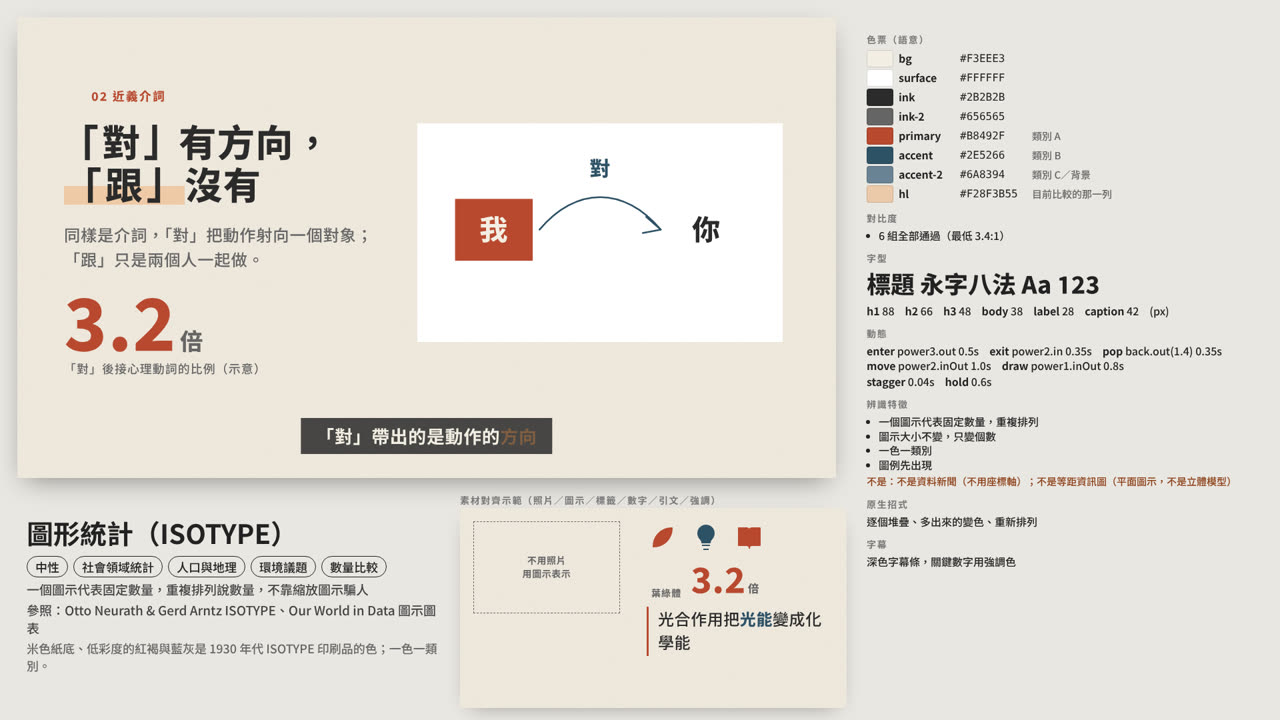 02 近義介詞
「對」有方向，
「跟」沒有
同樣是介詞，「對」把動作射向一個對象；
「跟」只是兩個人一起做。
3.2 倍
「對」後接心理動詞的比例（示意）
對
我
你
「對」帶出的是動作的方向
圖形統計（ISOTYPE）
中性 社會領域統計 人口與地理 環境議題 數量比較
一個圖示代表固定數量，重複排列說數量，不靠縮放圖示騙人
參照：Otto Neurath & Gerd Arntz ISOTYPE、Our World in Data 圖示圖
表
米色紙底、低彩度的紅褐與藍灰是 1930 年代 ISOTYPE 印刷品的色；一色一類
別。
素材對齊示範（照片／圖示／標籤／數字／引文／強調）
不用照片
用圖示表示
葉綠體 3.2 倍
光合作用把光能變成化
學能
色票（語意）
bg #F3EEE3
surface #FFFFFF
ink #2B2B2B
ink-2 #656565
primary #B8492F 類別 A
accent #2E5266 類別 B
accent-2 #6A8394 類別 C／背景
hl #F28F3B55 目前比較的那一列
對比度
6 組全部通過（最低 3.4:1）
字型
標題 永字八法 Aa 123
h1 88 h2 66 h3 48 body 38 label 28 caption 42 (px)
動態
enter power3.out 0.5s exit power2.in 0.35s pop back.out(1.4) 0.35s
move power2.inOut 1.0s draw power1.inOut 0.8s
stagger 0.04s hold 0.6s
辨識特徵
一個圖示代表固定數量，重複排列
圖示大小不變，只變個數
一色一類別
圖例先出現
不是：不是資料新聞（不用座標軸）；不是等距資訊圖（平面圖示，不是立體模型）
原生招式
逐個堆疊、多出來的變色、重新排列
字幕
深色字幕條，關鍵數字用強調色